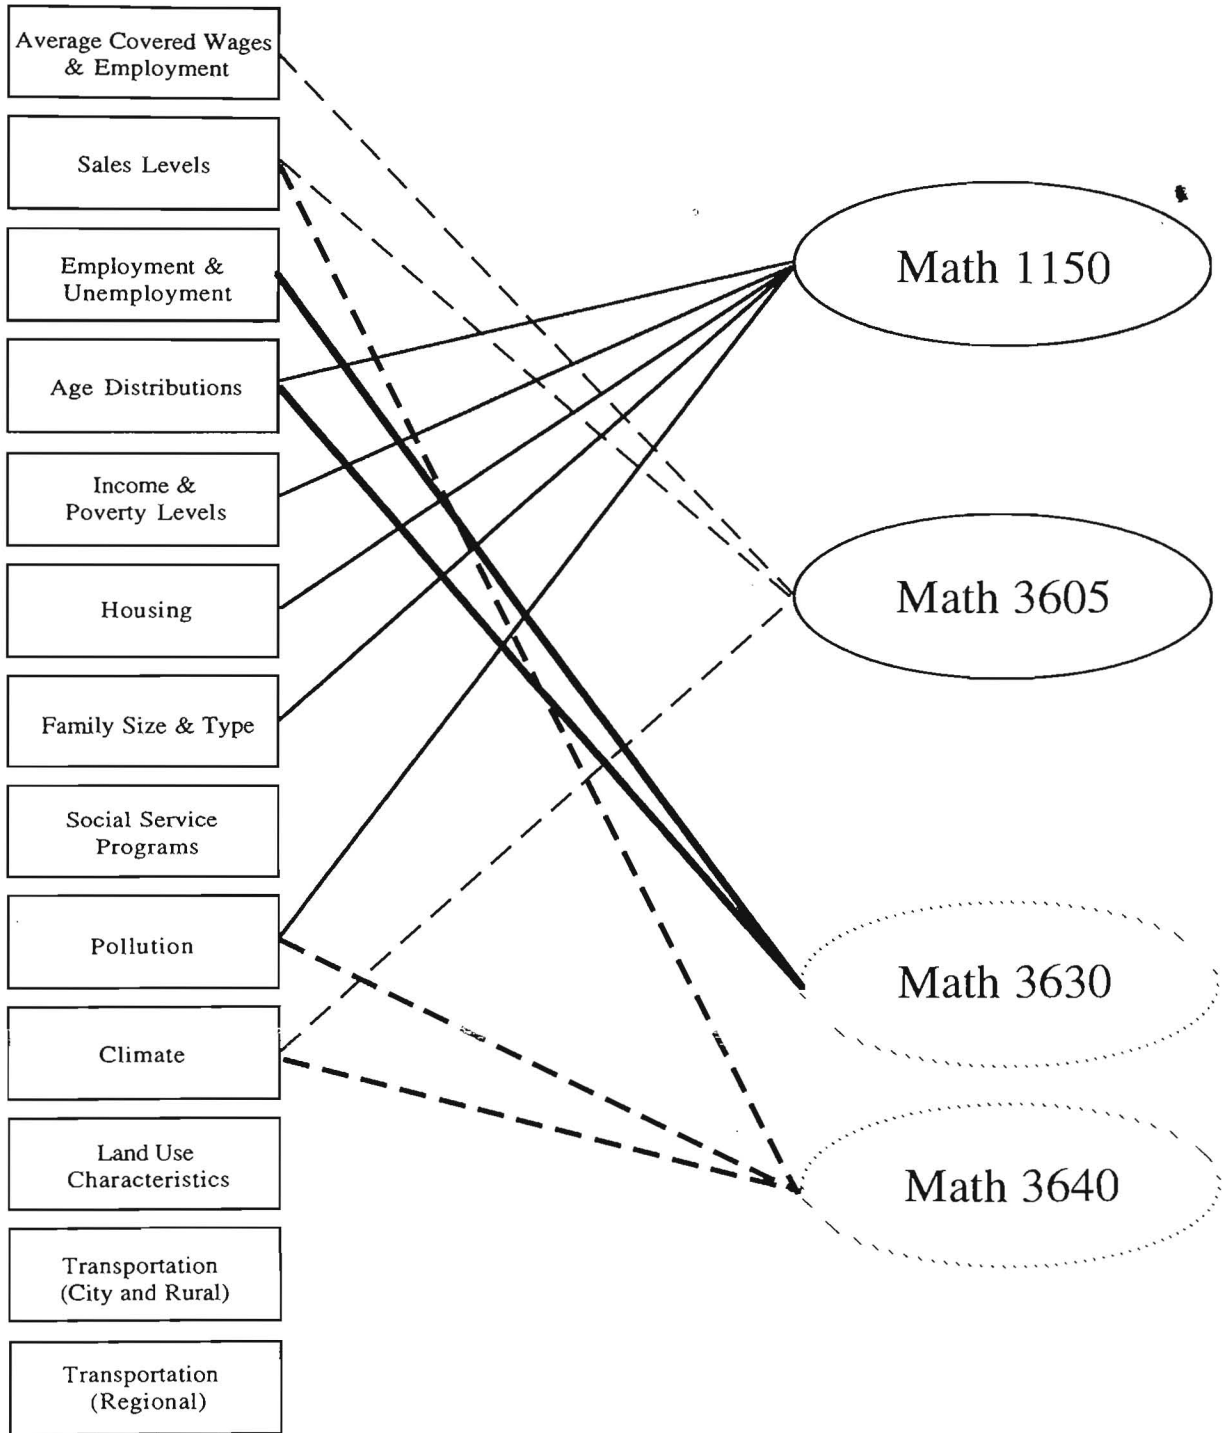 Average Covered Wages
& Employment
Sales Levels
Employment &
Unemployment
Age Distributions
Income &
Poverty Levels
Housing
Family Size & Type
Social Service
Programs
Pollution
Climate
Land Use
Characteristics
Transportation
(City and Rural)
Transportation
(Regional)
Math 1150
Math 3605
Math 3630
Math 3640